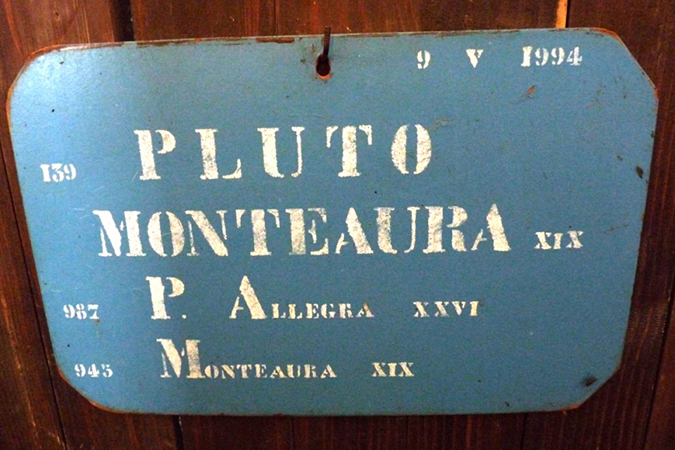 9 V 1994
139 PLUTO
MONTEAURA XIX
987 P. ALLEGRA XXVI
945 MONTEAURA XIX